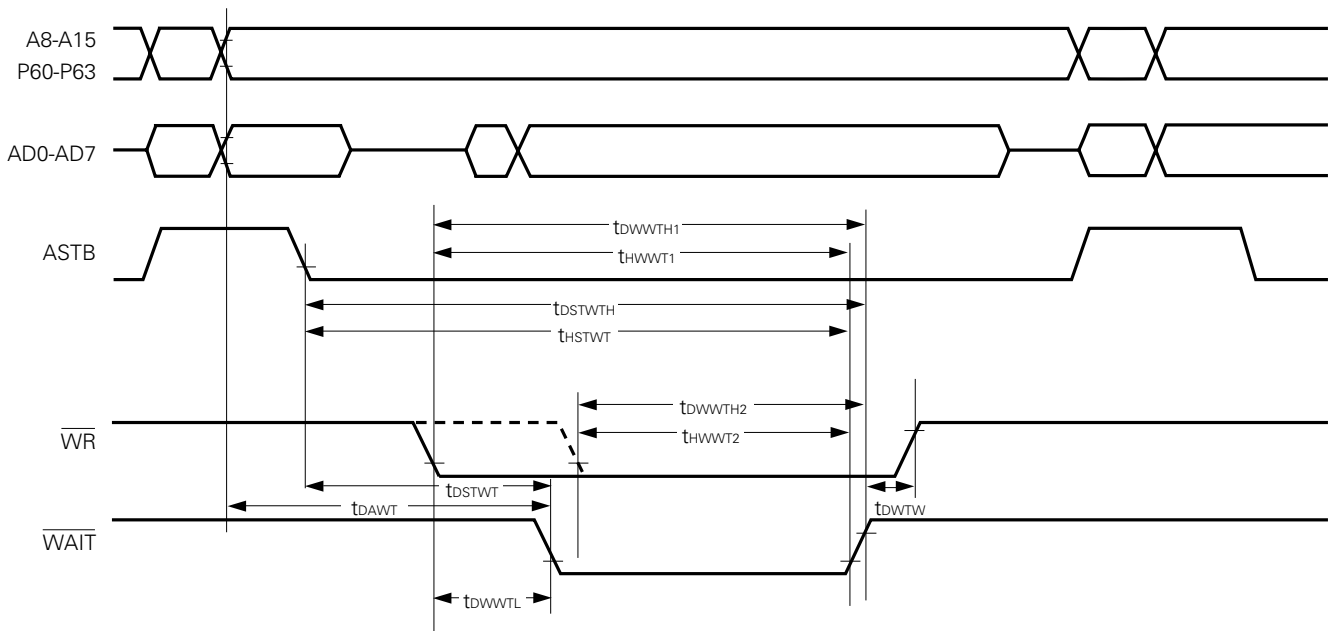 A8-A15
P60-P63
AD0-AD7
tDWWTH1
ASTB
tHWWT1
tDSTWTH
tHSTWT
tDWWTH2
WR
tHWWT2
tDSTWT
tDAWT
tDWTW
WAIT
tDWWTL